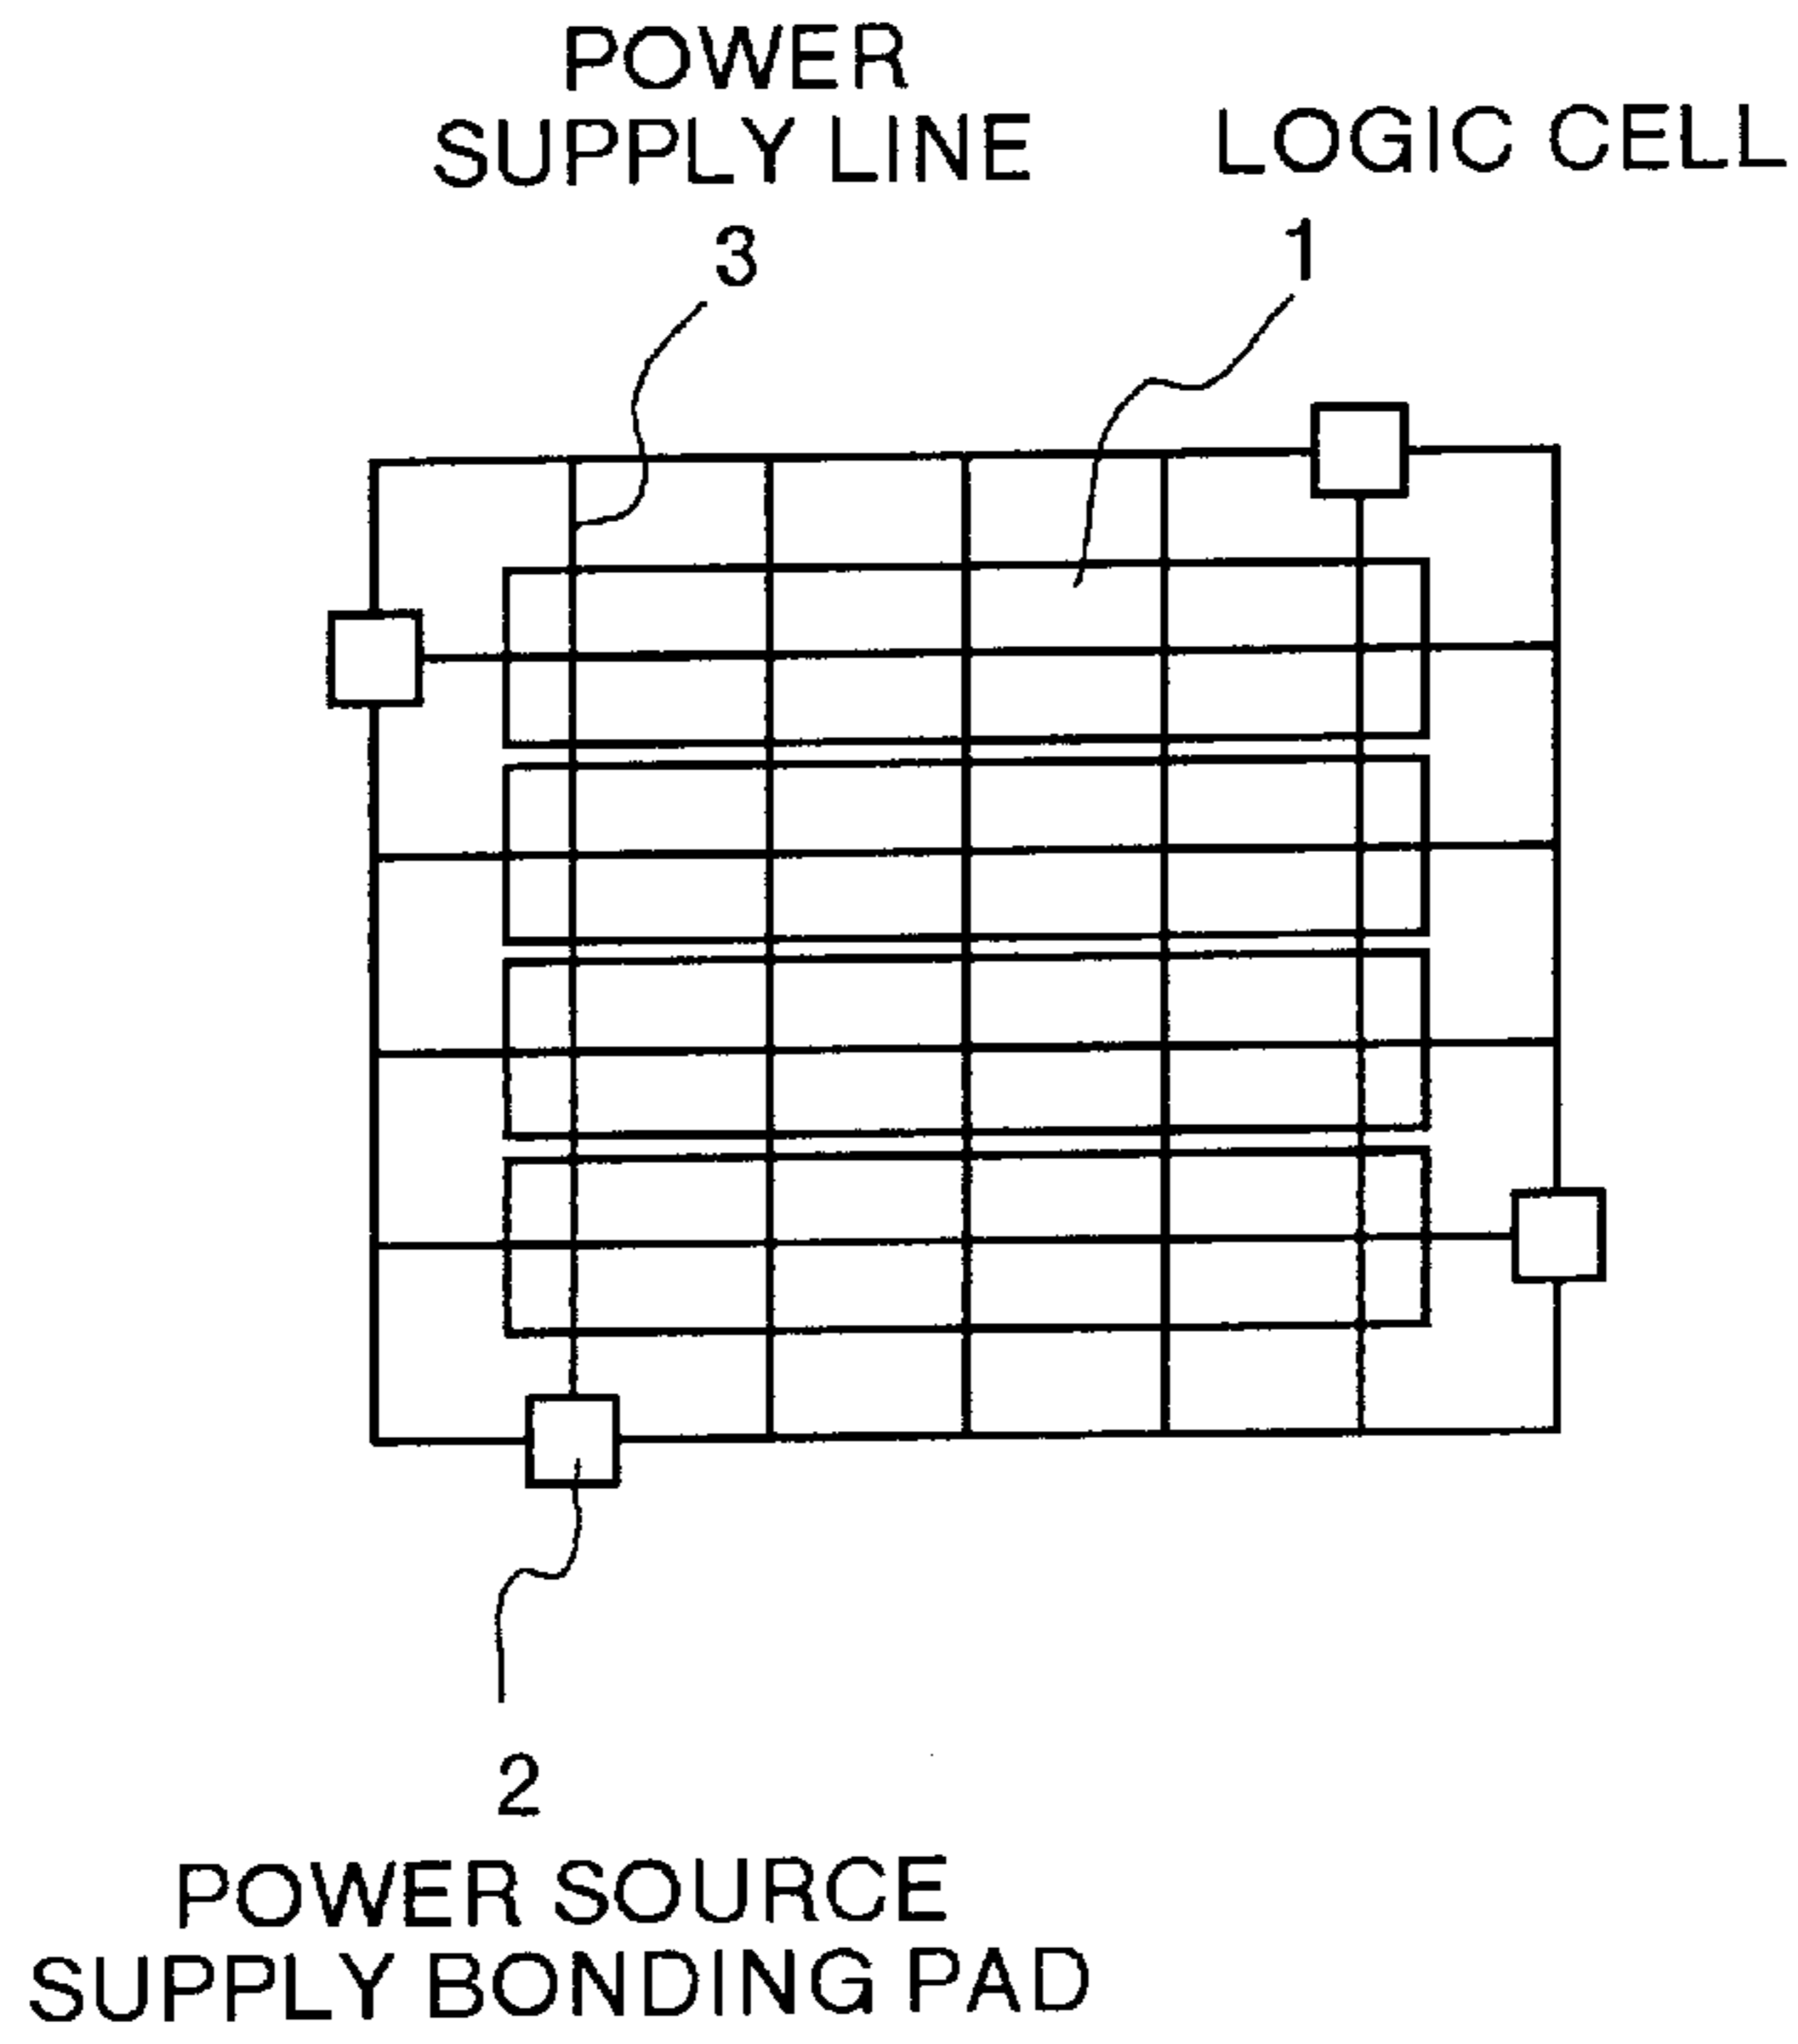 POWER
SUPPLY LINE
LOGIC CELL
3
1
2
POWER SOURCE
SUPPLY BONDING PAD